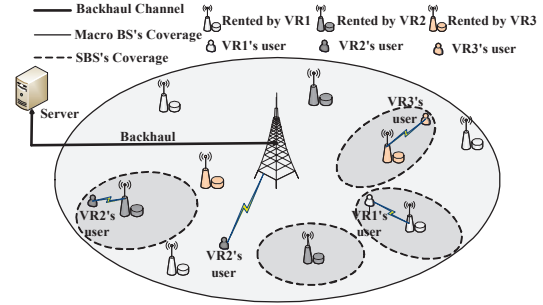 Backhaul Channel
Rented by VR1 Rented by VR2 Rented by VR3
Macro BS's Coverage
VR1's user VR2's user VR3's user
SBS's Coverage
Server
VR3's
user
Backhaul
VR2's
user
VR1's
user
VR2's
user